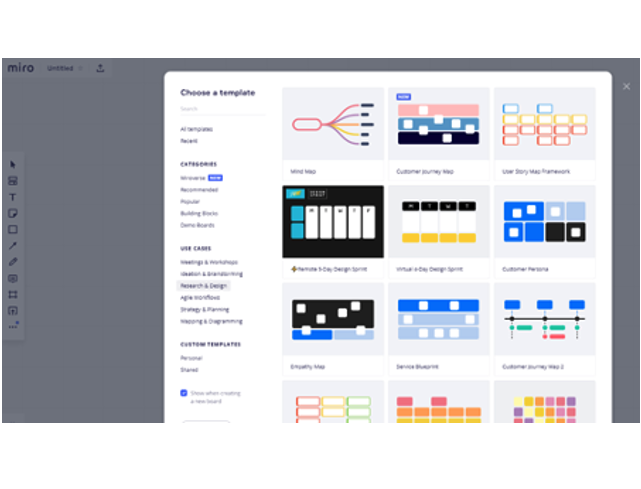 miro
Untitled
Choose a template
Search
All templates
Recent
CATEGORIES
Miroverse NEW
Recommended
Popular
Building Blocks
Demo Boards
USE CASES
Meetings & Workshops
Ideation & Brainstorming
Research & Design
Agile Workflows
Strategy & Planning
Mapping & Diagramming
CUSTOM TEMPLATES
Personal
Shared
Show when creating
a new board
Mind Map
NEW
Customer Journey Map
User Story Map Framework
M T W T F
Remote 5-Day Design Sprint
M T W T
Virtual 4-Day Design Sprint
Customer Persona
Empathy Map
Service Blueprint
Customer Journey Map 2